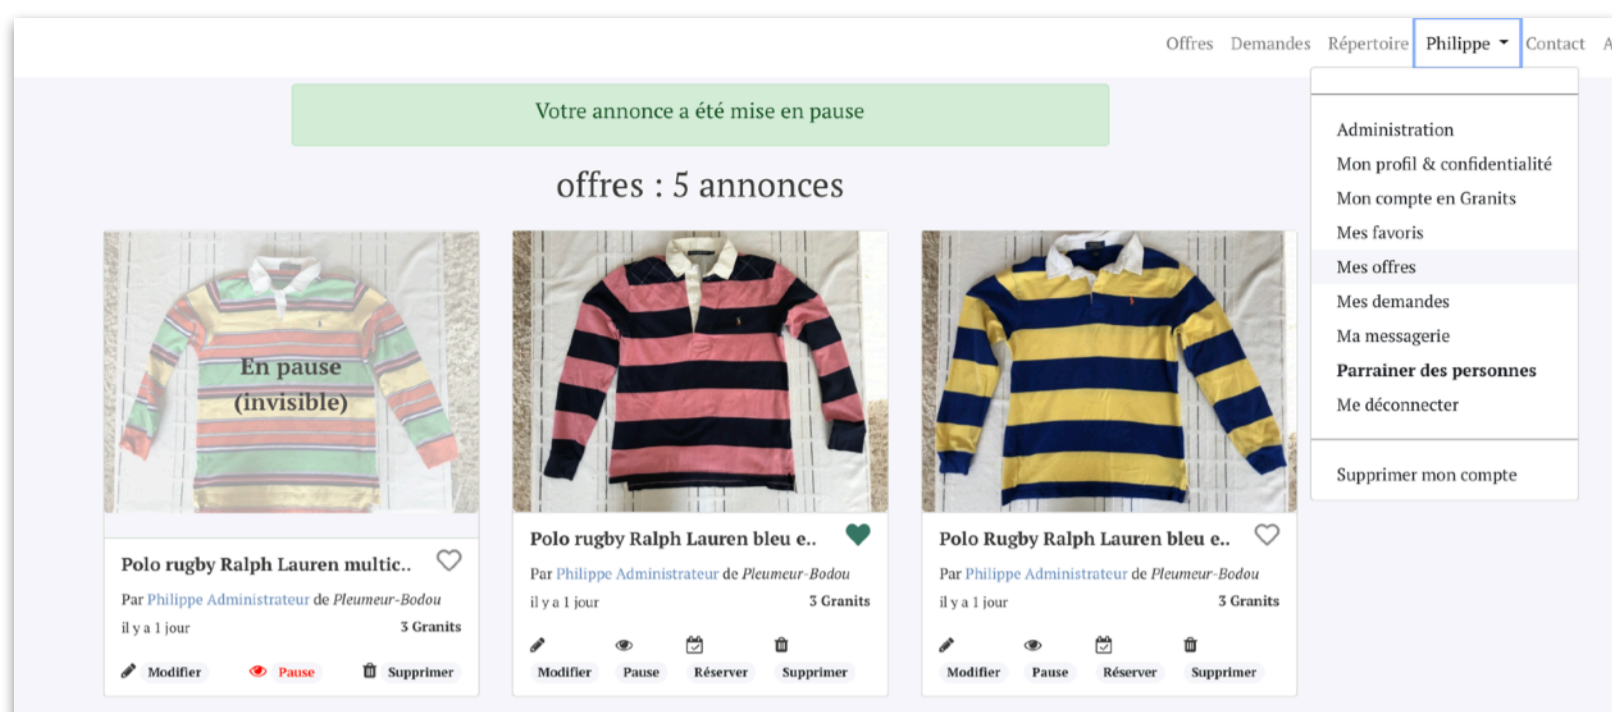 Offres Demandes Répertoire Philippe Contact A
Votre annonce a été mise en pause
offres : 5 annonces
Administration
Mon profil & confidentialité
Mon compte en Granits
Mes favoris
Mes offres
Mes demandes
Ma messagerie
Parrainer des personnes
Me déconnecter
Supprimer mon compte
En pause
(invisible)
Polo rugby Ralph Lauren multic..
Par Philippe Administrateur de Pleumeur-Bodou
il y a 1 jour 3 Granits
Modifier Pause Supprimer
Polo rugby Ralph Lauren bleu e..
Par Philippe Administrateur de Pleumeur-Bodou
il y a 1 jour 3 Granits
Modifier Pause Réserver Supprimer
Polo Rugby Ralph Lauren bleu e..
Par Philippe Administrateur de Pleumeur-Bodou
il y a 1 jour 3 Granits
Modifier Pause Réserver Supprimer